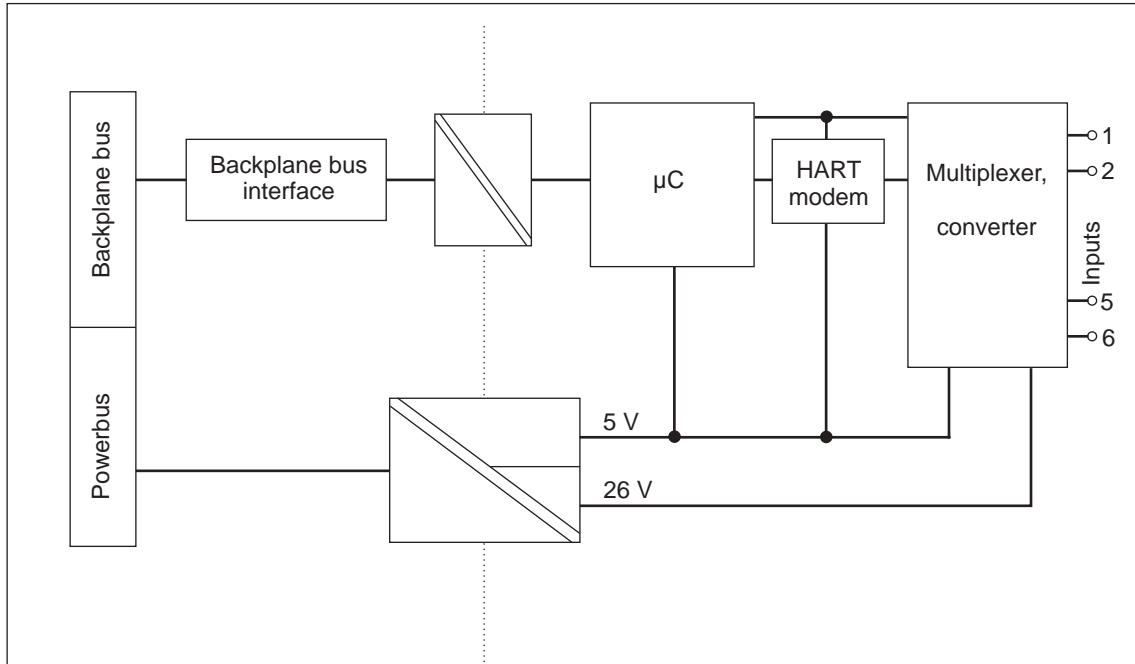 Backplane bus
Powerbus
Backplane bus
interface
µC
HART
modem
Multiplexer,
converter
Inputs
1
2
5
6
5 V
26 V